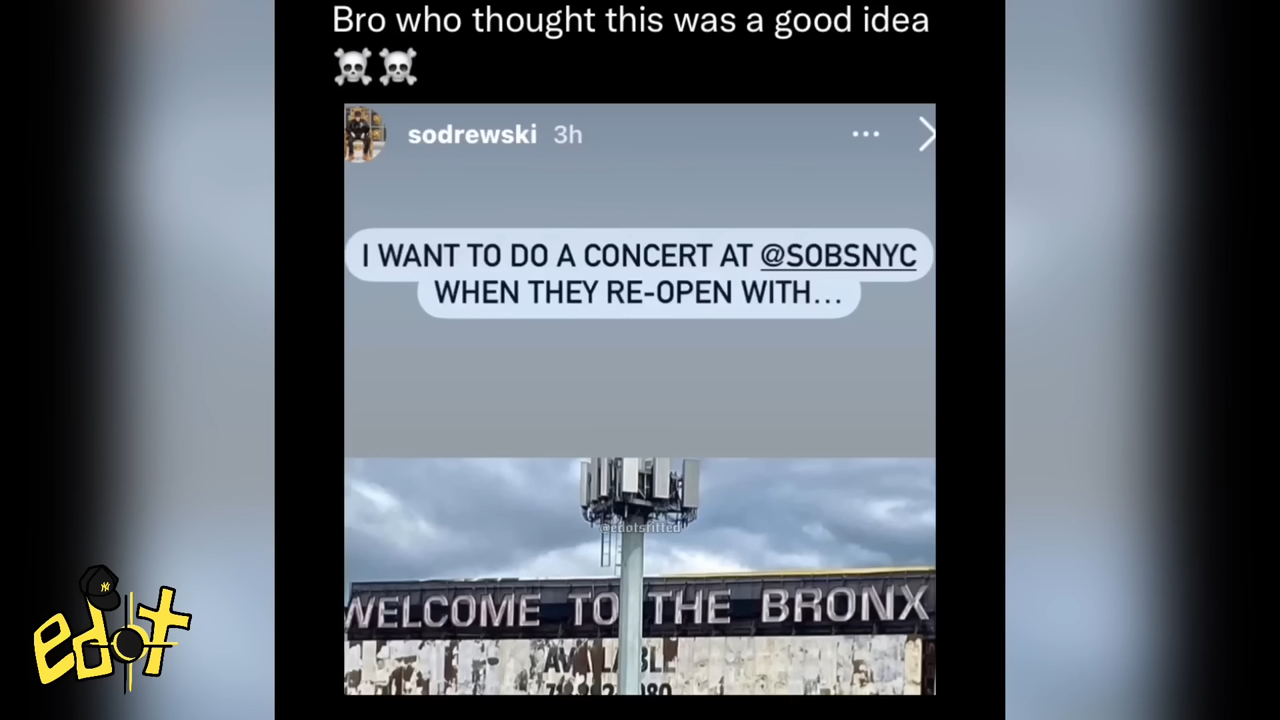 Bro who thought this was a good idea
☠️☠️
sodrewski 3h
I WANT TO DO A CONCERT AT @SOBSNYC
WHEN THEY RE-OPEN WITH...
@edotsfitted
WELCOME TO THE BRONX
edot